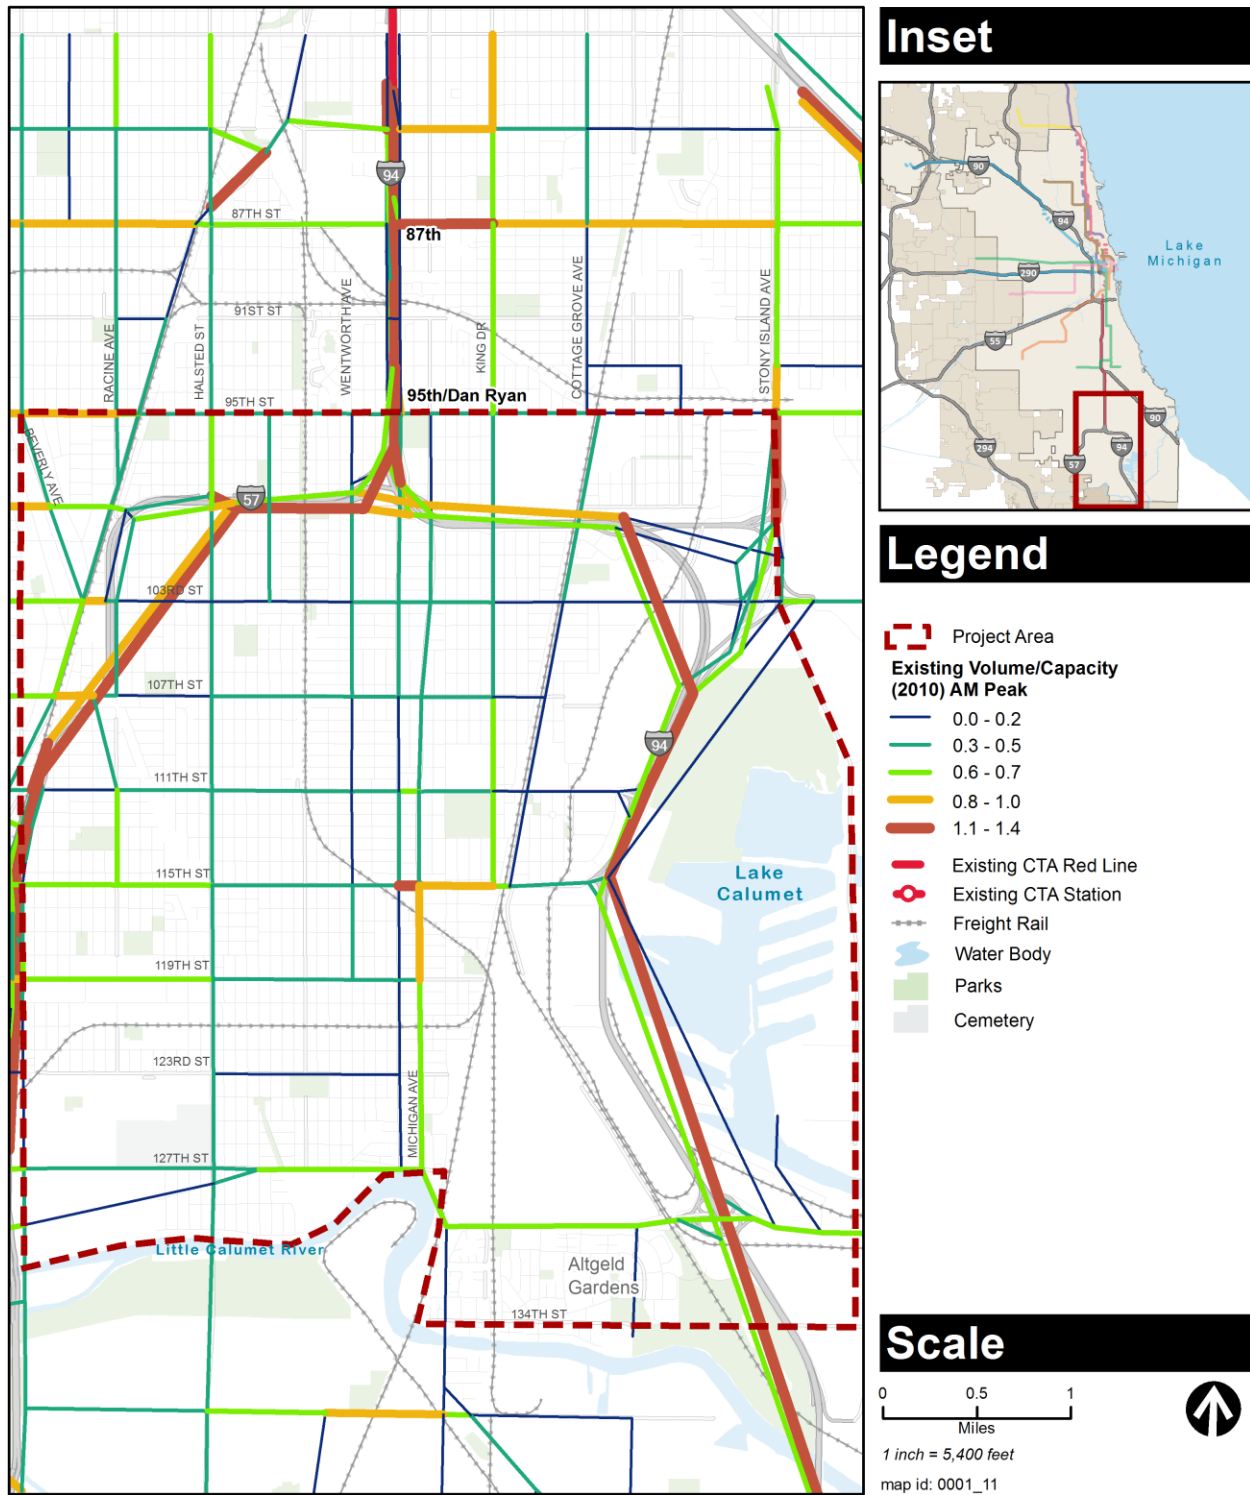 94
87TH ST
87th
RACINE AVE
HALSTED ST
WENTWORTH AVE
91ST ST
KING DR
COTTAGE GROVE AVE
STONY ISLAND AVE
95TH ST
95th/Dan Ryan
BEVERLY AVE
57
103RD ST
107TH ST
94
111TH ST
115TH ST
Lake
Calumet
119TH ST
123RD ST
MICHIGAN AVE
127TH ST
Little Calumet River
Altgeld
Gardens
134TH ST
Inset
90
94
Lake
Michigan
290
55
90
294
57
94
Legend
Project Area
Existing Volume/Capacity
(2010) AM Peak
0.0 - 0.2
0.3 - 0.5
0.6 - 0.7
0.8 - 1.0
1.1 - 1.4
Existing CTA Red Line
Existing CTA Station
Freight Rail
Water Body
Parks
Cemetery
Scale
0 0.5 1
Miles
1 inch = 5,400 feet
map id: 0001_11